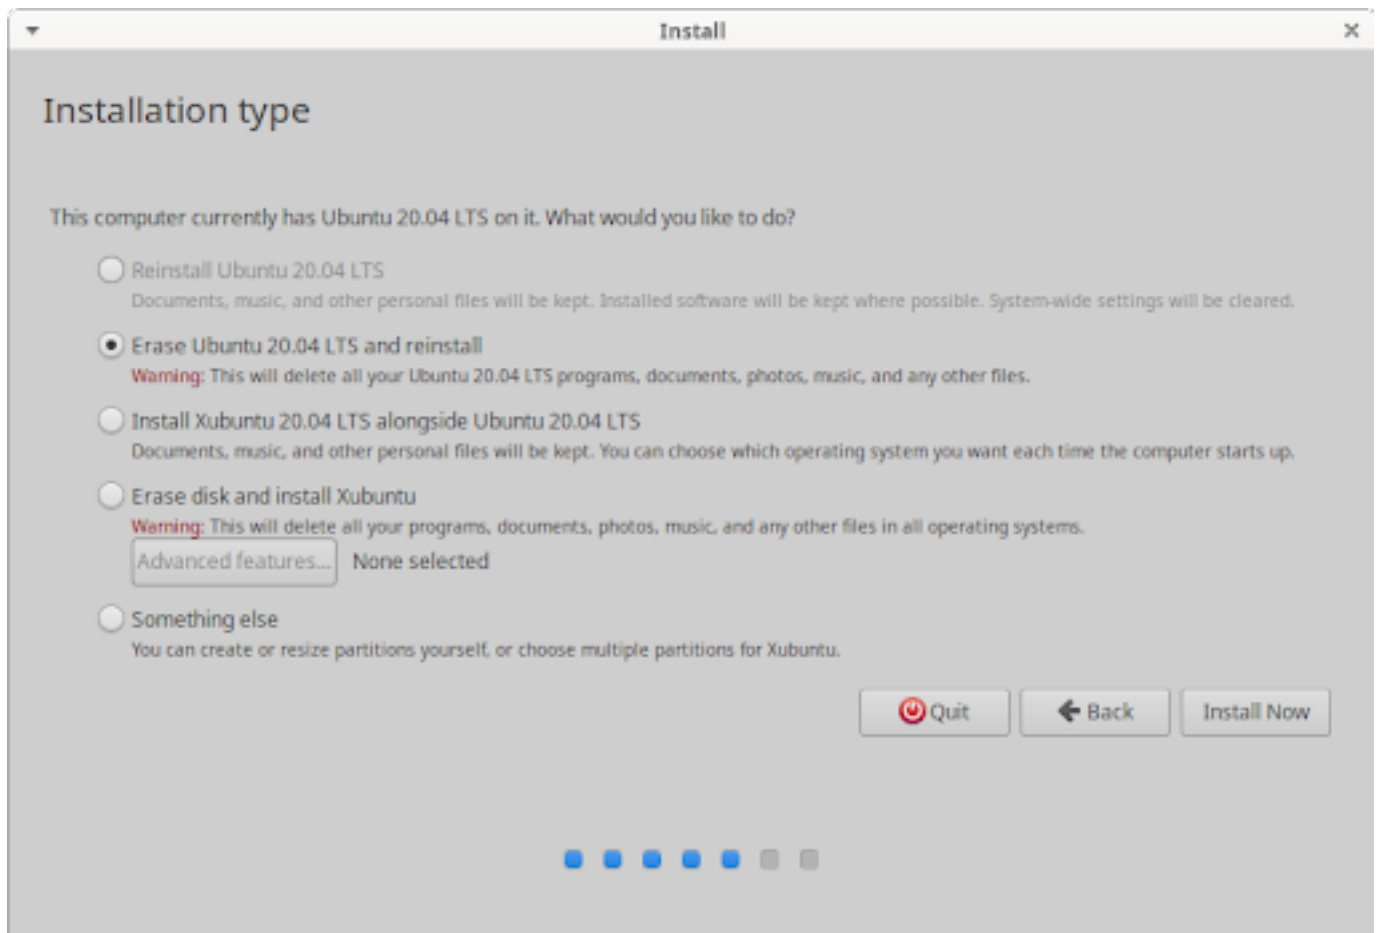 Install
Installation type
This computer currently has Ubuntu 20.04 LTS on it. What would you like to do?
Reinstall Ubuntu 20.04 LTS
Documents, music, and other personal files will be kept. Installed software will be kept where possible. System-wide settings will be cleared.
Erase Ubuntu 20.04 LTS and reinstall
Warning: This will delete all your Ubuntu 20.04 LTS programs, documents, photos, music, and any other files.
Install Xubuntu 20.04 LTS alongside Ubuntu 20.04 LTS
Documents, music, and other personal files will be kept. You can choose which operating system you want each time the computer starts up.
Erase disk and install Xubuntu
Warning: This will delete all your programs, documents, photos, music, and any other files in all operating systems.
Advanced features... None selected
Something else
You can create or resize partitions yourself, or choose multiple partitions for Xubuntu.
Quit Back Install Now